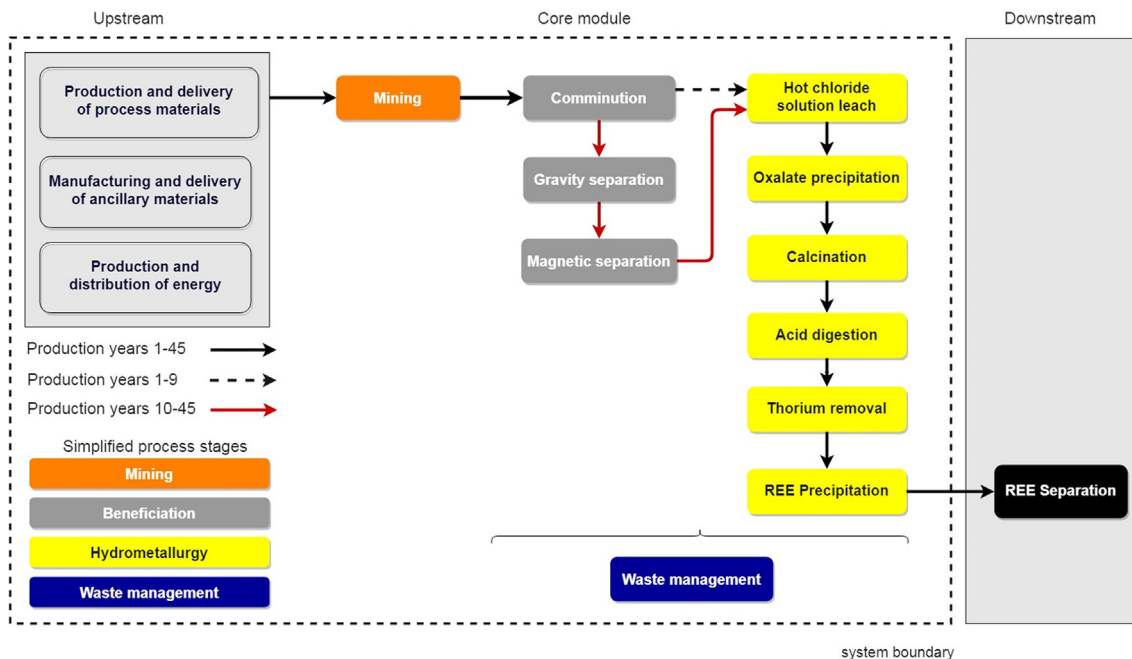 Upstream
Core module
Downstream
Production and delivery
of process materials
Manufacturing and delivery
of ancillary materials
Production and
distribution of energy
Mining
Comminution
Gravity separation
Magnetic separation
Hot chloride
solution leach
Oxalate precipitation
Calcination
Acid digestion
Thorium removal
REE Precipitation
REE Separation
Production years 1-45
Production years 1-9
Production years 10-45
Simplified process stages
Mining
Beneficiation
Hydrometallurgy
Waste management
Waste management
system boundary